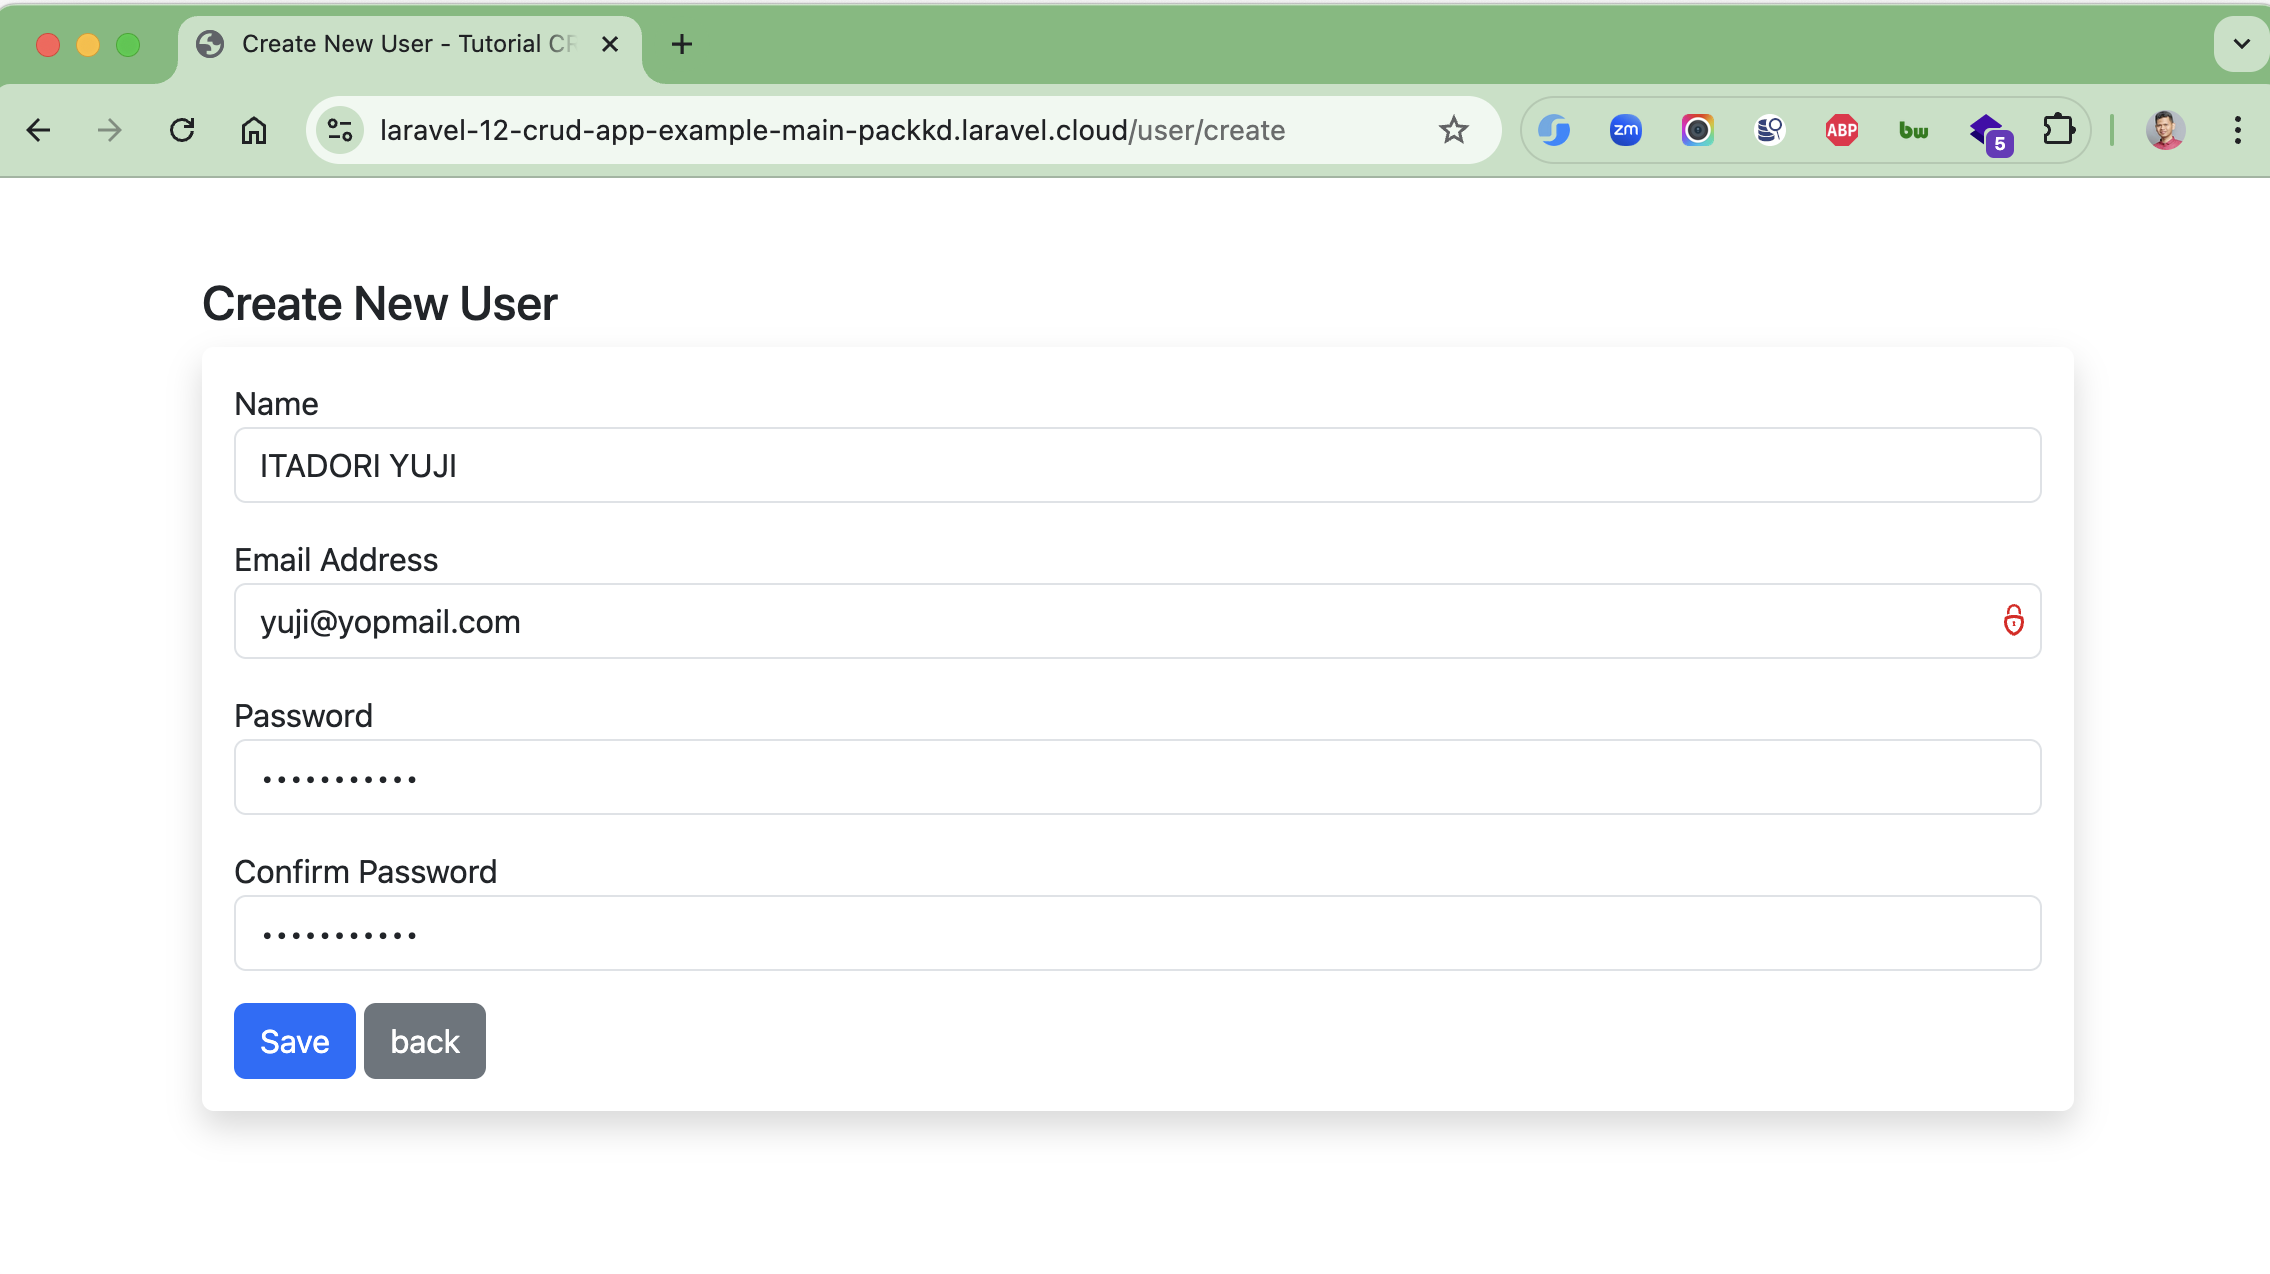 Create New User - Tutorial CR
laravel-12-crud-app-example-main-packkd.laravel.cloud/user/create
zm
ABP
bw
5
Create New User
Name
ITADORI YUJI
Email Address
yuji@yopmail.com
Password
•••••••••••
Confirm Password
•••••••••••
Save back